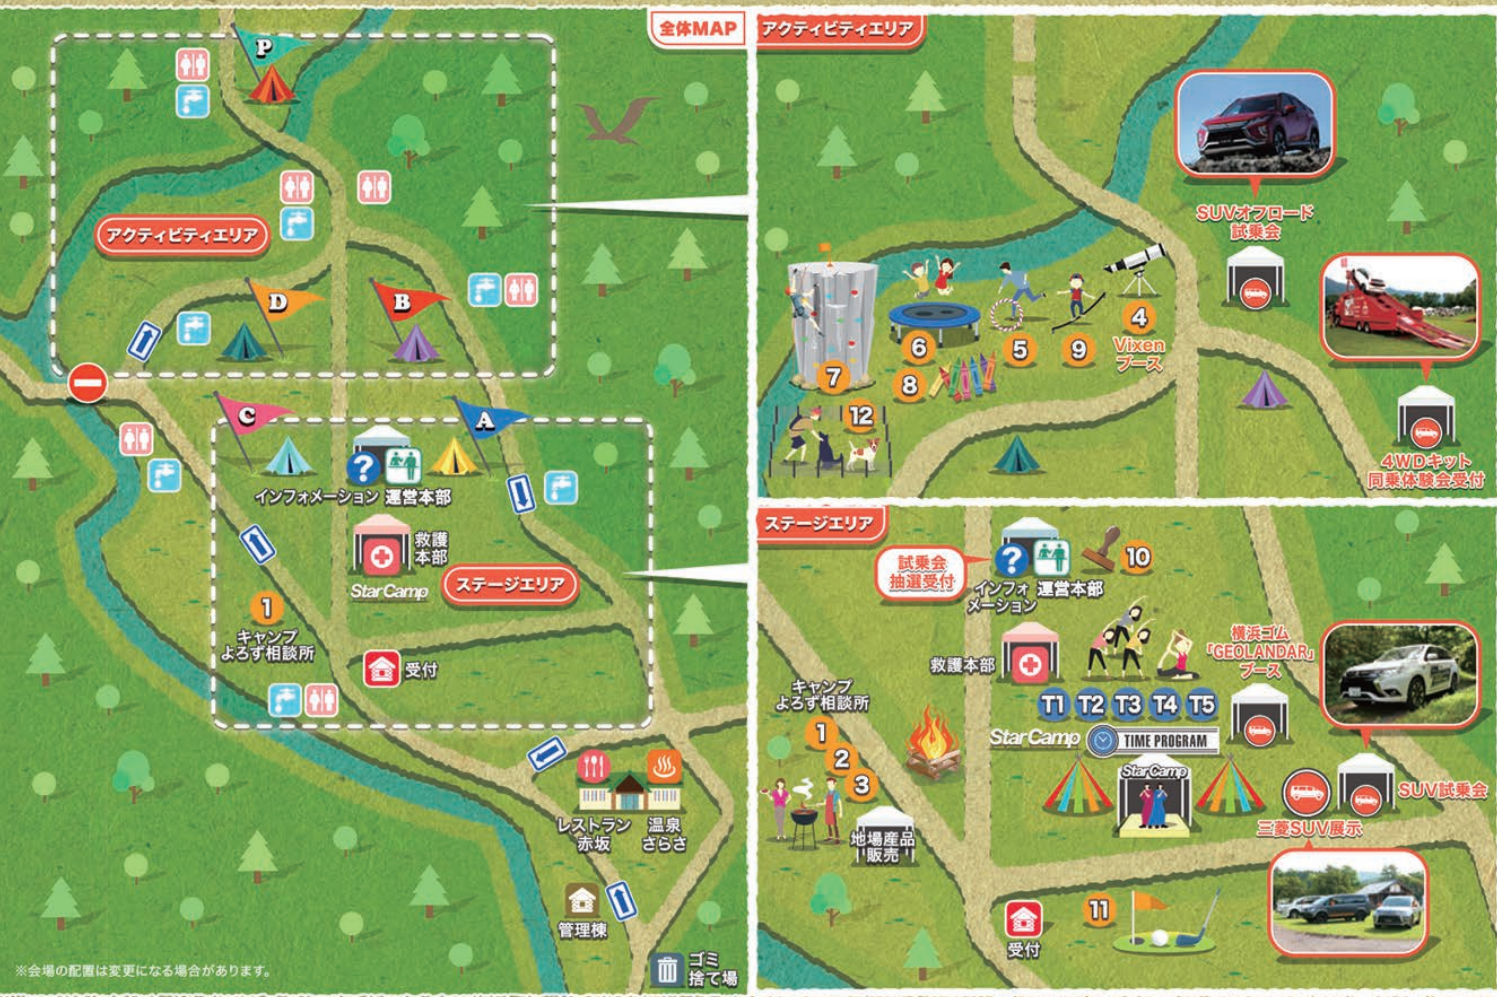 全体MAP
P
アクティビティエリア
D
B
C
A
?
インフォメーション
運営本部
救護
本部
StarCamp
ステージエリア
1
キャンプ
よろず相談所
受付
レストラン
赤坂
温泉
さらさ
管理棟
ゴミ
捨て場
※会場の配置は変更になる場合があります。
アクティビティエリア
SUVオフロード
試乗会
4
Vixen
ブース
5
9
6
7
8
12
4WDキット
同乗体験会受付
ステージエリア
試乗会
抽選受付
?
インフォ
メーション
運営本部
10
救護本部
横浜ゴム
「GEOLANDAR」
ブース
T1 T2 T3 T4 T5
StarCamp
TIME PROGRAM
キャンプ
よろず相談所
1
2
3
StarCamp
SUV試乗会
三菱SUV展示
地場産品
販売
11
受付